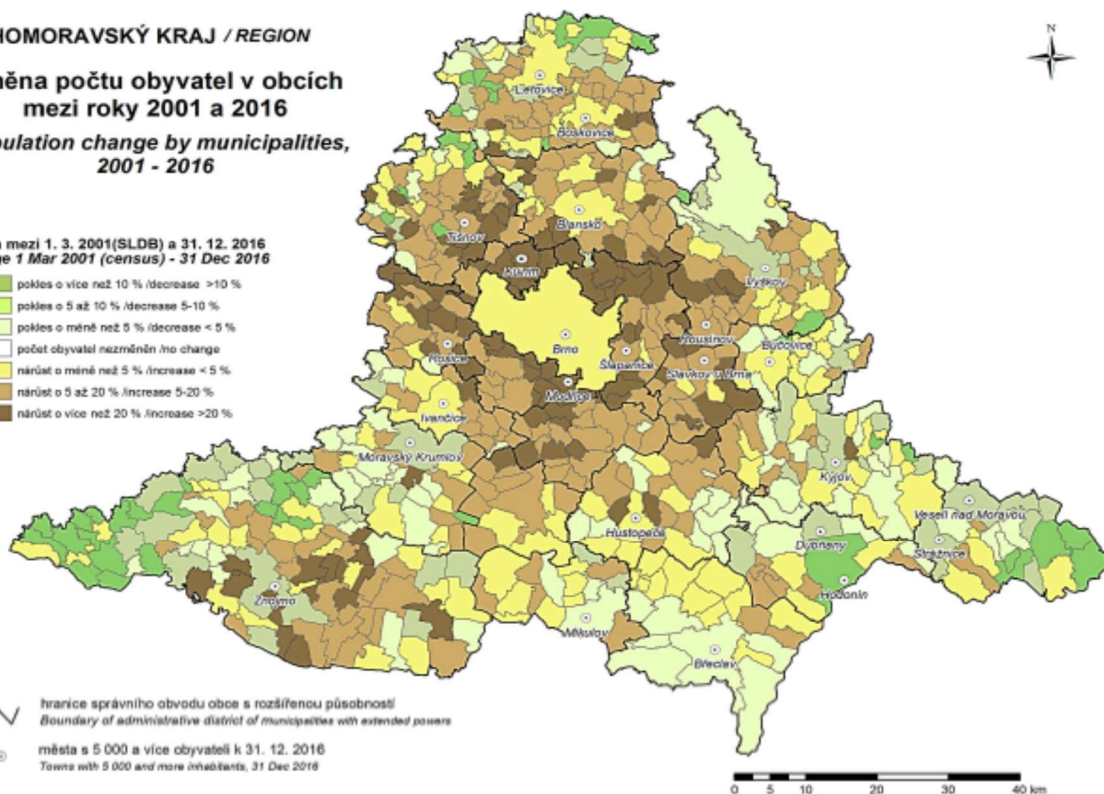 HOMORAVSKÝ KRAJ / REGION
něna počtu obyvatel v obcích
mezi roky 2001 a 2016
pulation change by municipalities,
2001 - 2016
mezi 1. 3. 2001(SLDB) a 31. 12. 2016
ge 1 Mar 2001 (census) - 31 Dec 2016
pokles o více než 10 % /decrease >10 %
pokles o 5 až 10 % /decrease 5-10 %
pokles o méně než 5 % /decrease < 5 %
počet obyvatel nezměněn /no change
nárůst o méně než 5 % /increase < 5 %
nárůst o 5 až 20 % /increase 5-20 %
nárůst o více než 20 % /increase >20 %
N
Letovice
Boskovice
Blansko
Tišnov
Kuřim
Vyškov
Brno
Rousínov
Rosice
Šlapanice
Bučovice
Slavkov u Brna
Modřice
Ivančice
Moravský Krumlov
Kyjov
Veselí nad Moravou
Hustopeče
Dubňany
Strážnice
Hodonín
Znojmo
Mikulov
Břeclav
hranice správního obvodu obce s rozšířenou působností
Boundary of administrative district of municipalities with extended powers
města s 5 000 a více obyvateli k 31. 12. 2016
Towns with 5 000 and more inhabitants, 31 Dec 2016
0 5 10 20 30 40 km